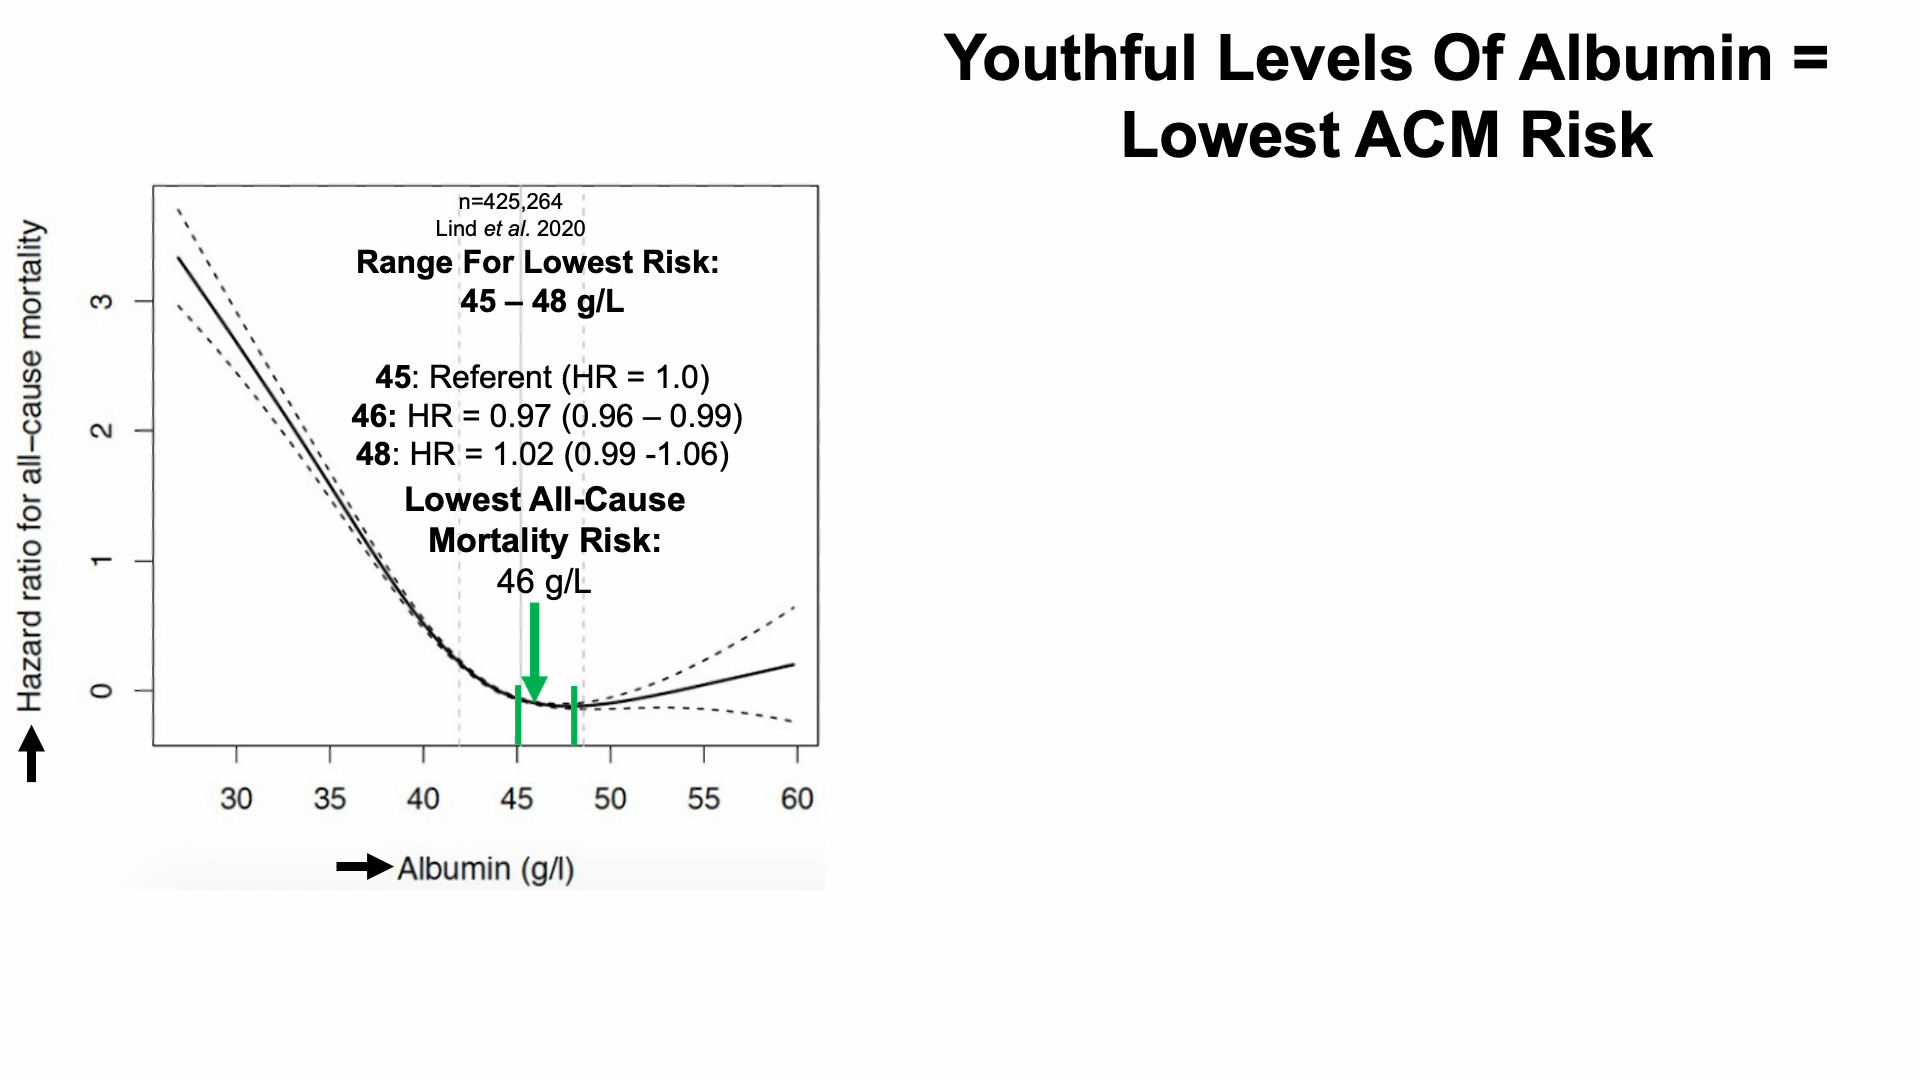 Youthful Levels Of Albumin =
Lowest ACM Risk
n=425,264
Lind et al. 2020
Range For Lowest Risk:
45 – 48 g/L
45: Referent (HR = 1.0)
46: HR = 0.97 (0.96 – 0.99)
48: HR = 1.02 (0.99 -1.06)
Lowest All-Cause
Mortality Risk:
46 g/L
Hazard ratio for all–cause mortality
3
2
1
0
30 35 40 45 50 55 60
Albumin (g/l)